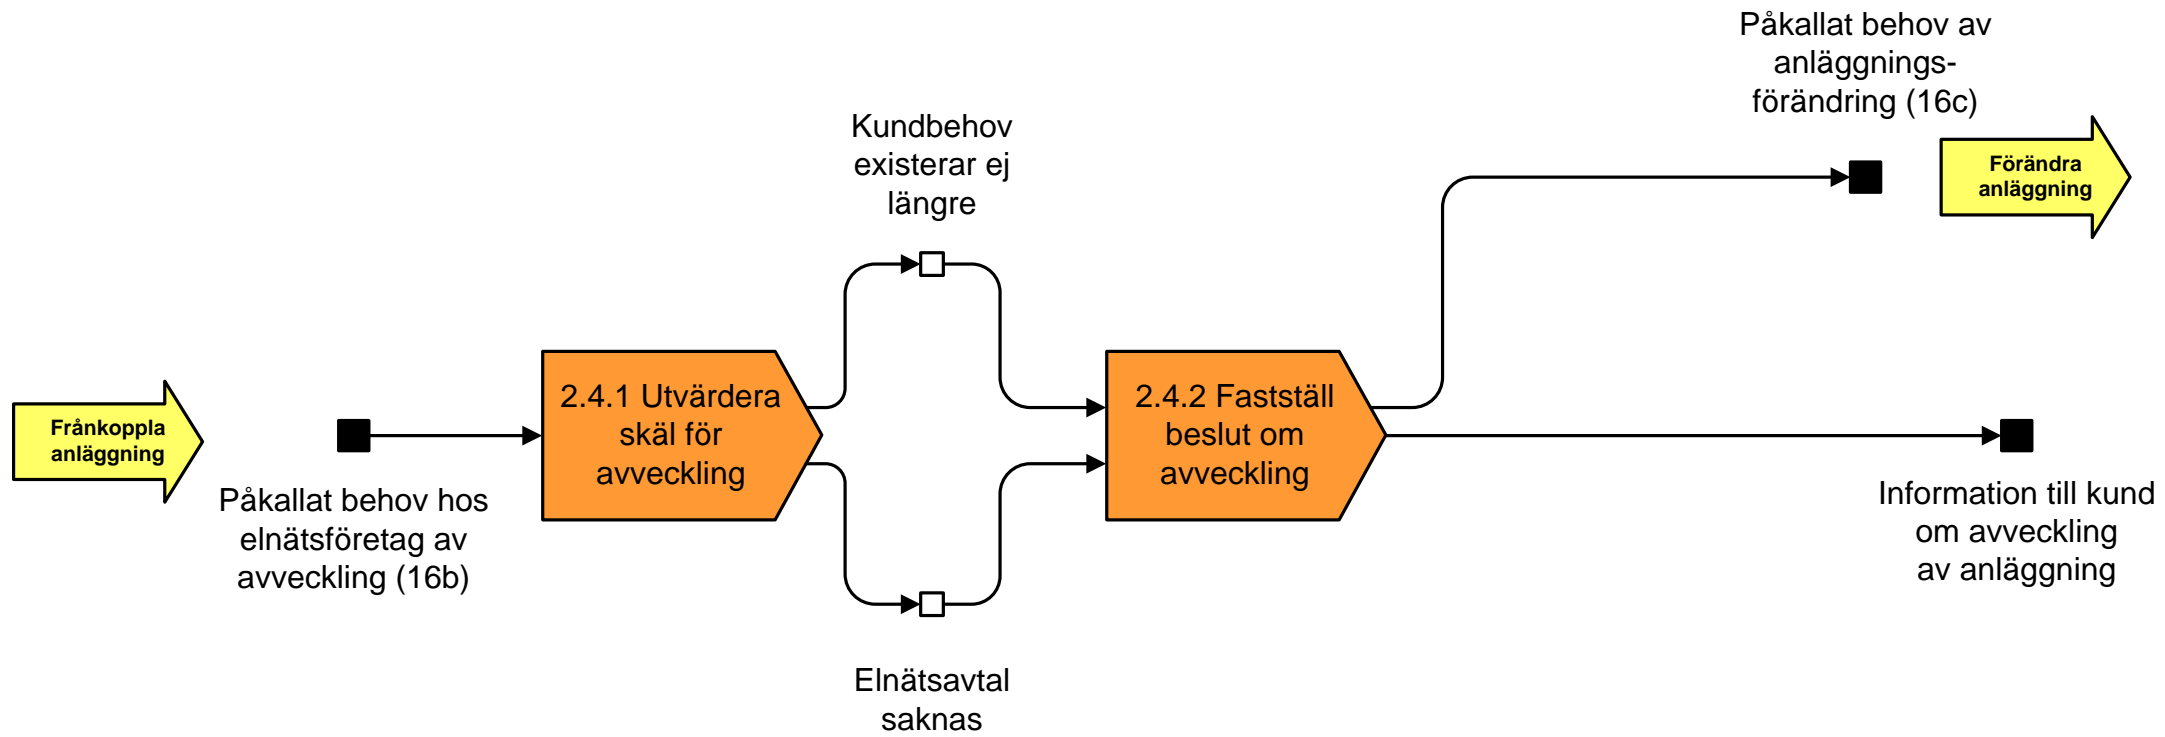 Påkallat behov av
anläggnings-
förändring (16c)
Förändra
anläggning
Kundbehov
existerar ej
längre
Frånkoppla
anläggning
Påkallat behov hos
elnätsföretag av
avveckling (16b)
2.4.1 Utvärdera
skäl för
avveckling
2.4.2 Fastställ
beslut om
avveckling
Information till kund
om avveckling
av anläggning
Elnätsavtal
saknas